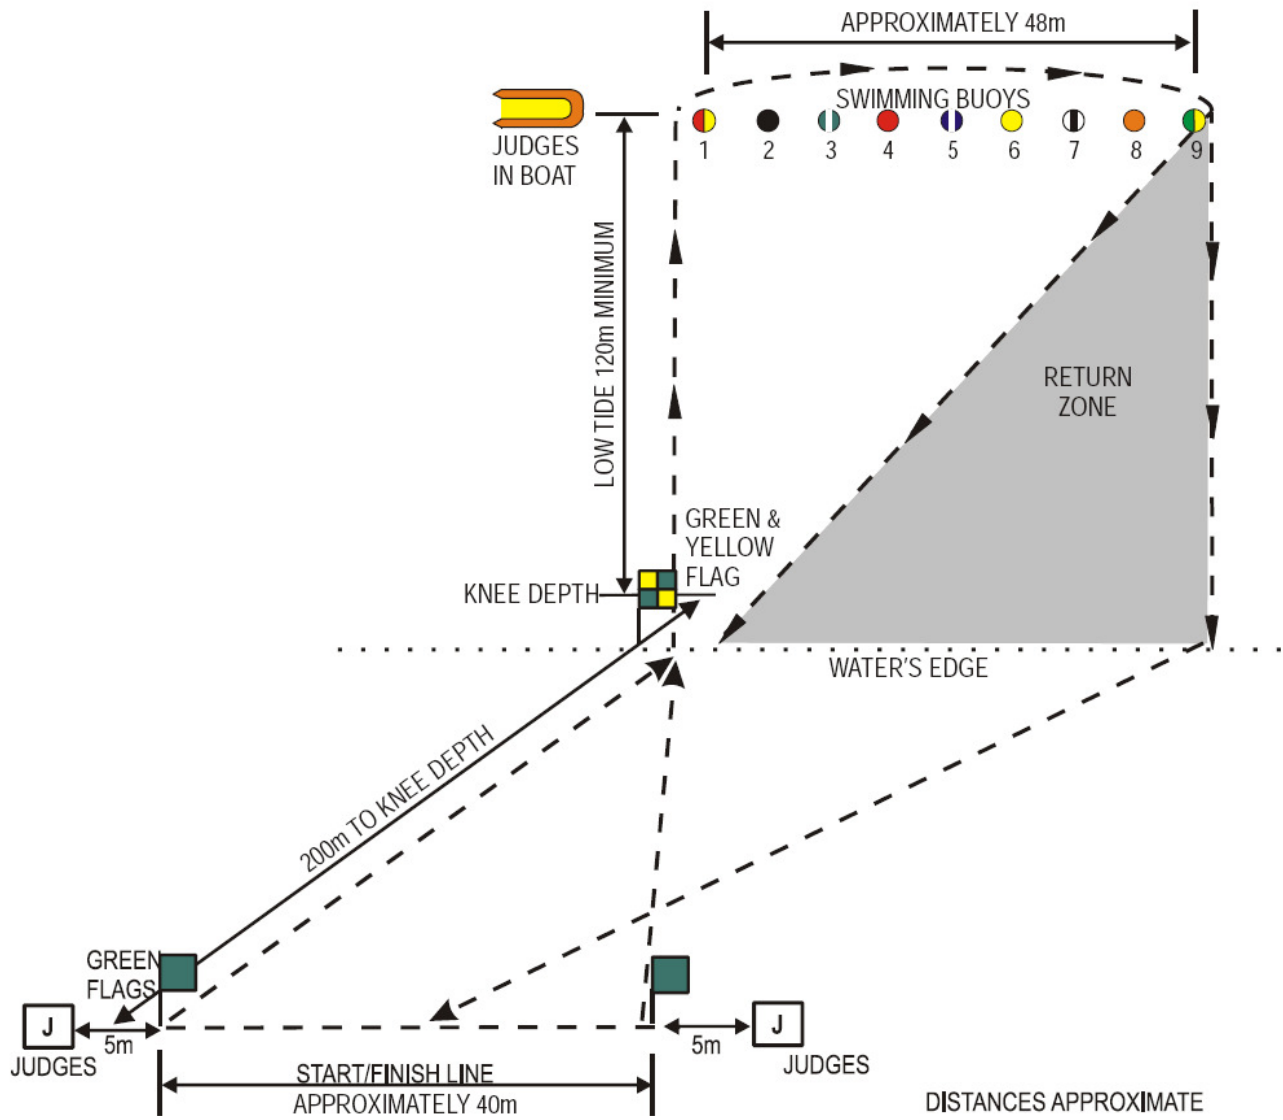 APPROXIMATELY 48m
SWIMMING BUOYS
1 2 3 4 5 6 7 8 9
JUDGES
IN BOAT
LOW TIDE 120m MINIMUM
RETURN
ZONE
GREEN &
YELLOW
FLAG
KNEE DEPTH
WATER'S EDGE
200m TO KNEE DEPTH
GREEN
FLAGS
J
5m
JUDGES
J
5m
JUDGES
START/FINISH LINE
APPROXIMATELY 40m
DISTANCES APPROXIMATE